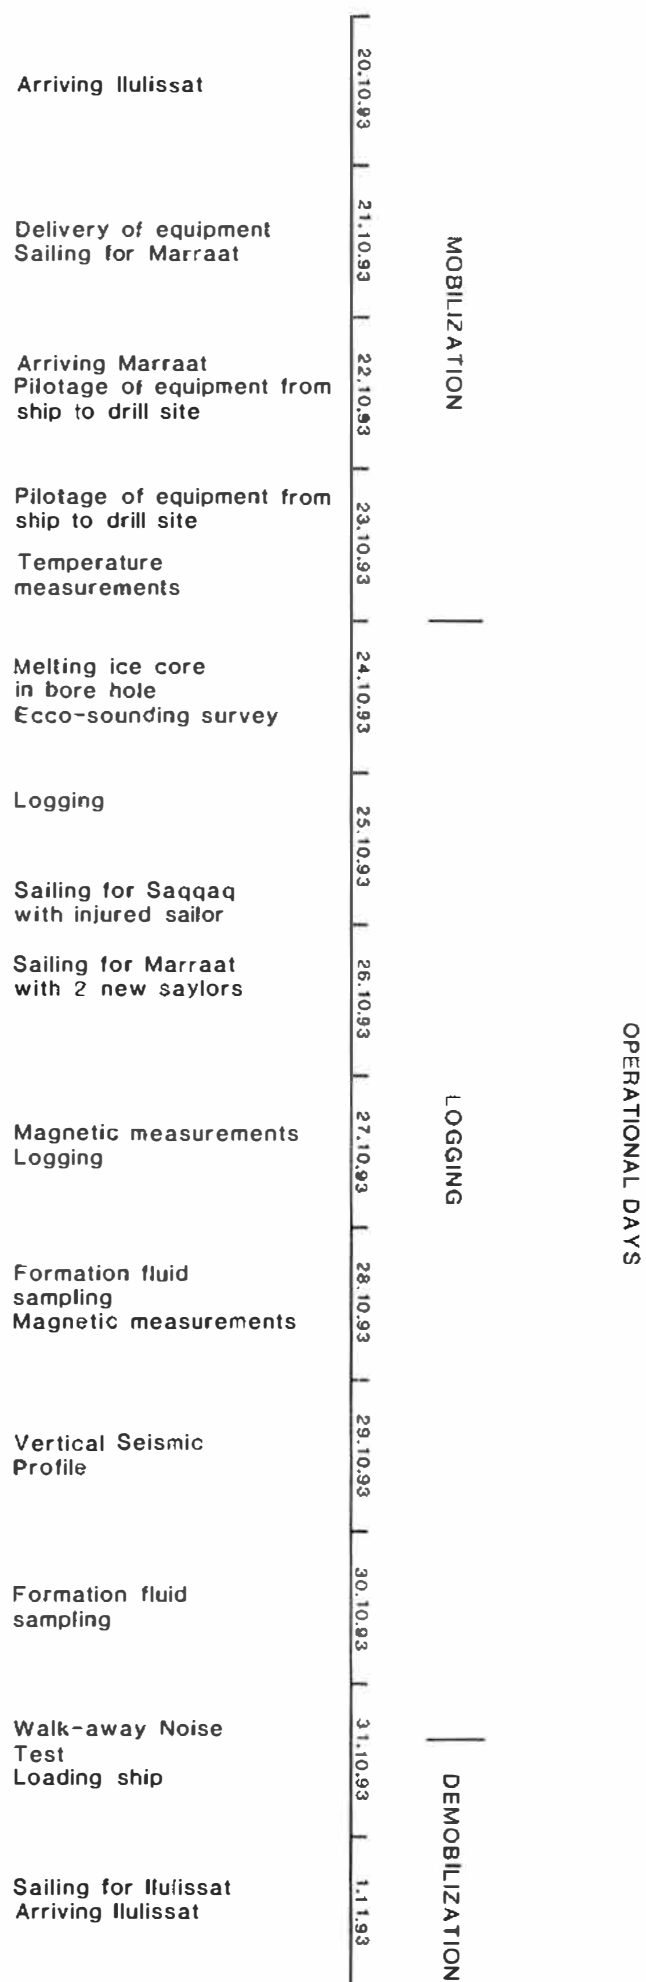 Arriving Ilulissat
20.10.93
Delivery of equipment
Sailing for Marraat
21.10.93
MOBILIZATION
Arriving Marraat
Pilotage of equipment from
ship to drill site
22.10.93
Pilotage of equipment from
ship to drill site
Temperature
measurements
23.10.93
Melting ice core
in bore hole
Ecco-sounding survey
24.10.93
Logging
25.10.93
Sailing for Saqqaq
with injured sailor
Sailing for Marraat
with 2 new saylors
26.10.93
OPERATIONAL DAYS
Magnetic measurements
Logging
27.10.93
LOGGING
Formation fluid
sampling
Magnetic measurements
28.10.93
Vertical Seismic
Profile
29.10.93
Formation fluid
sampling
30.10.93
Walk-away Noise
Test
Loading ship
31.10.93
DEMOBILIZATION
Sailing for Ilulissat
Arriving Ilulissat
1.11.93